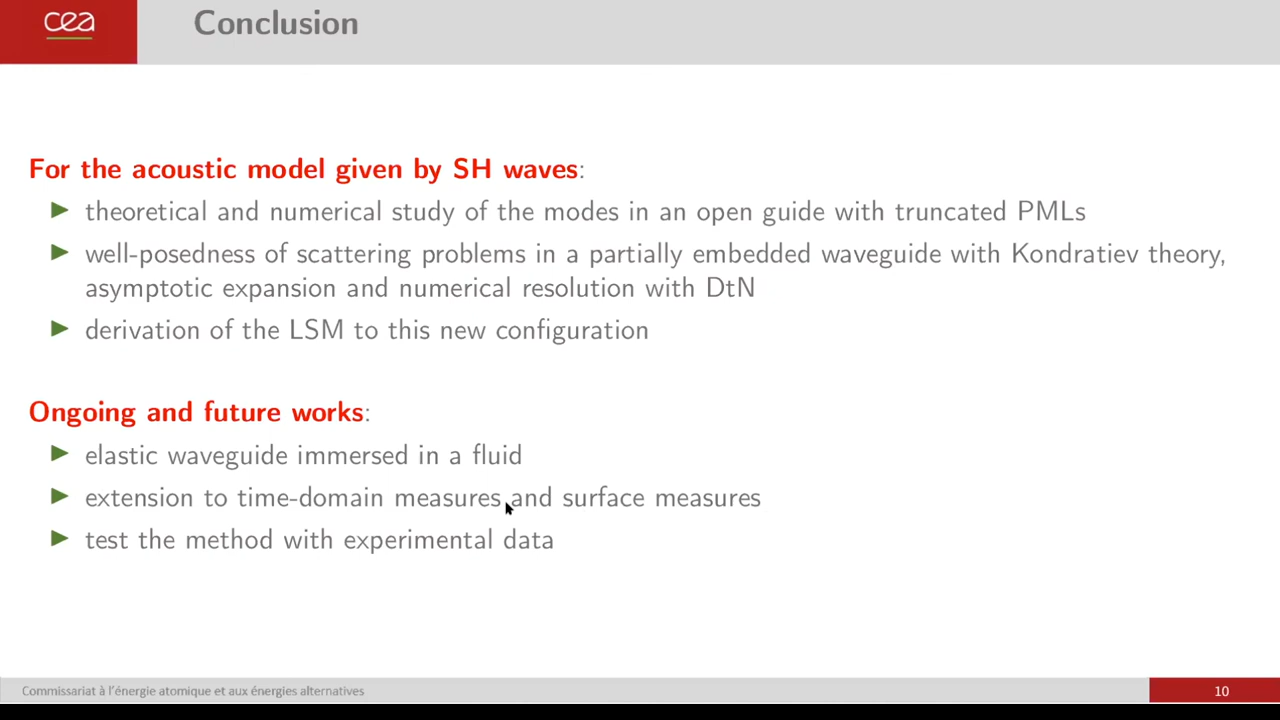 cea
Conclusion
For the acoustic model given by SH waves:
theoretical and numerical study of the modes in an open guide with truncated PMLs
well-posedness of scattering problems in a partially embedded waveguide with Kondratiev theory,
asymptotic expansion and numerical resolution with DtN
derivation of the LSM to this new configuration
Ongoing and future works:
elastic waveguide immersed in a fluid
extension to time-domain measures and surface measures
test the method with experimental data
Commissariat à l'énergie atomique et aux énergies alternatives
10